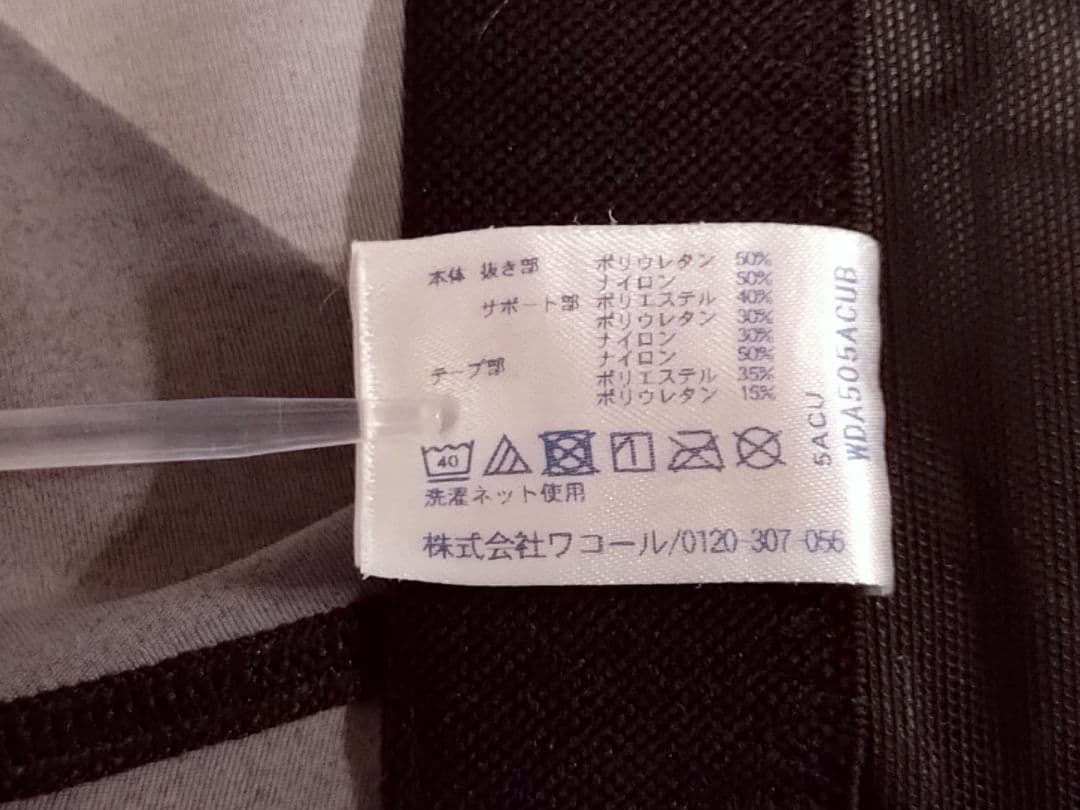 本体 抜き部 ポリウレタン 50%
ナイロン 50%
サポート部 ポリエステル 40%
ポリウレタン 30%
ナイロン 30%
テープ部 ナイロン 50%
ポリエステル 35%
ポリウレタン 15%
40
洗濯ネット使用
株式会社ワコール/0120-307-056
5ACU
WDA505ACUB